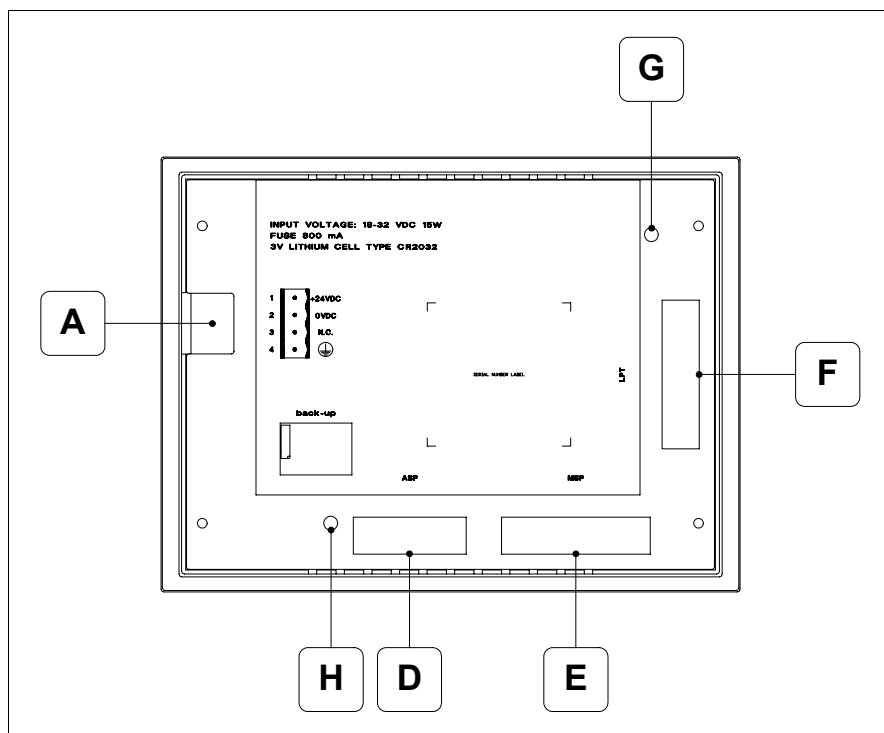 G
INPUT VOLTAGE: 18-32 VDC 15W
FUSE 800 mA
3V LITHIUM CELL TYPE CR2032
A
1 +24VDC
2 0VDC
3 N.C.
4
SERIAL NUMBER LABEL
LPT
F
back-up
ASP
MSP
H
D
E